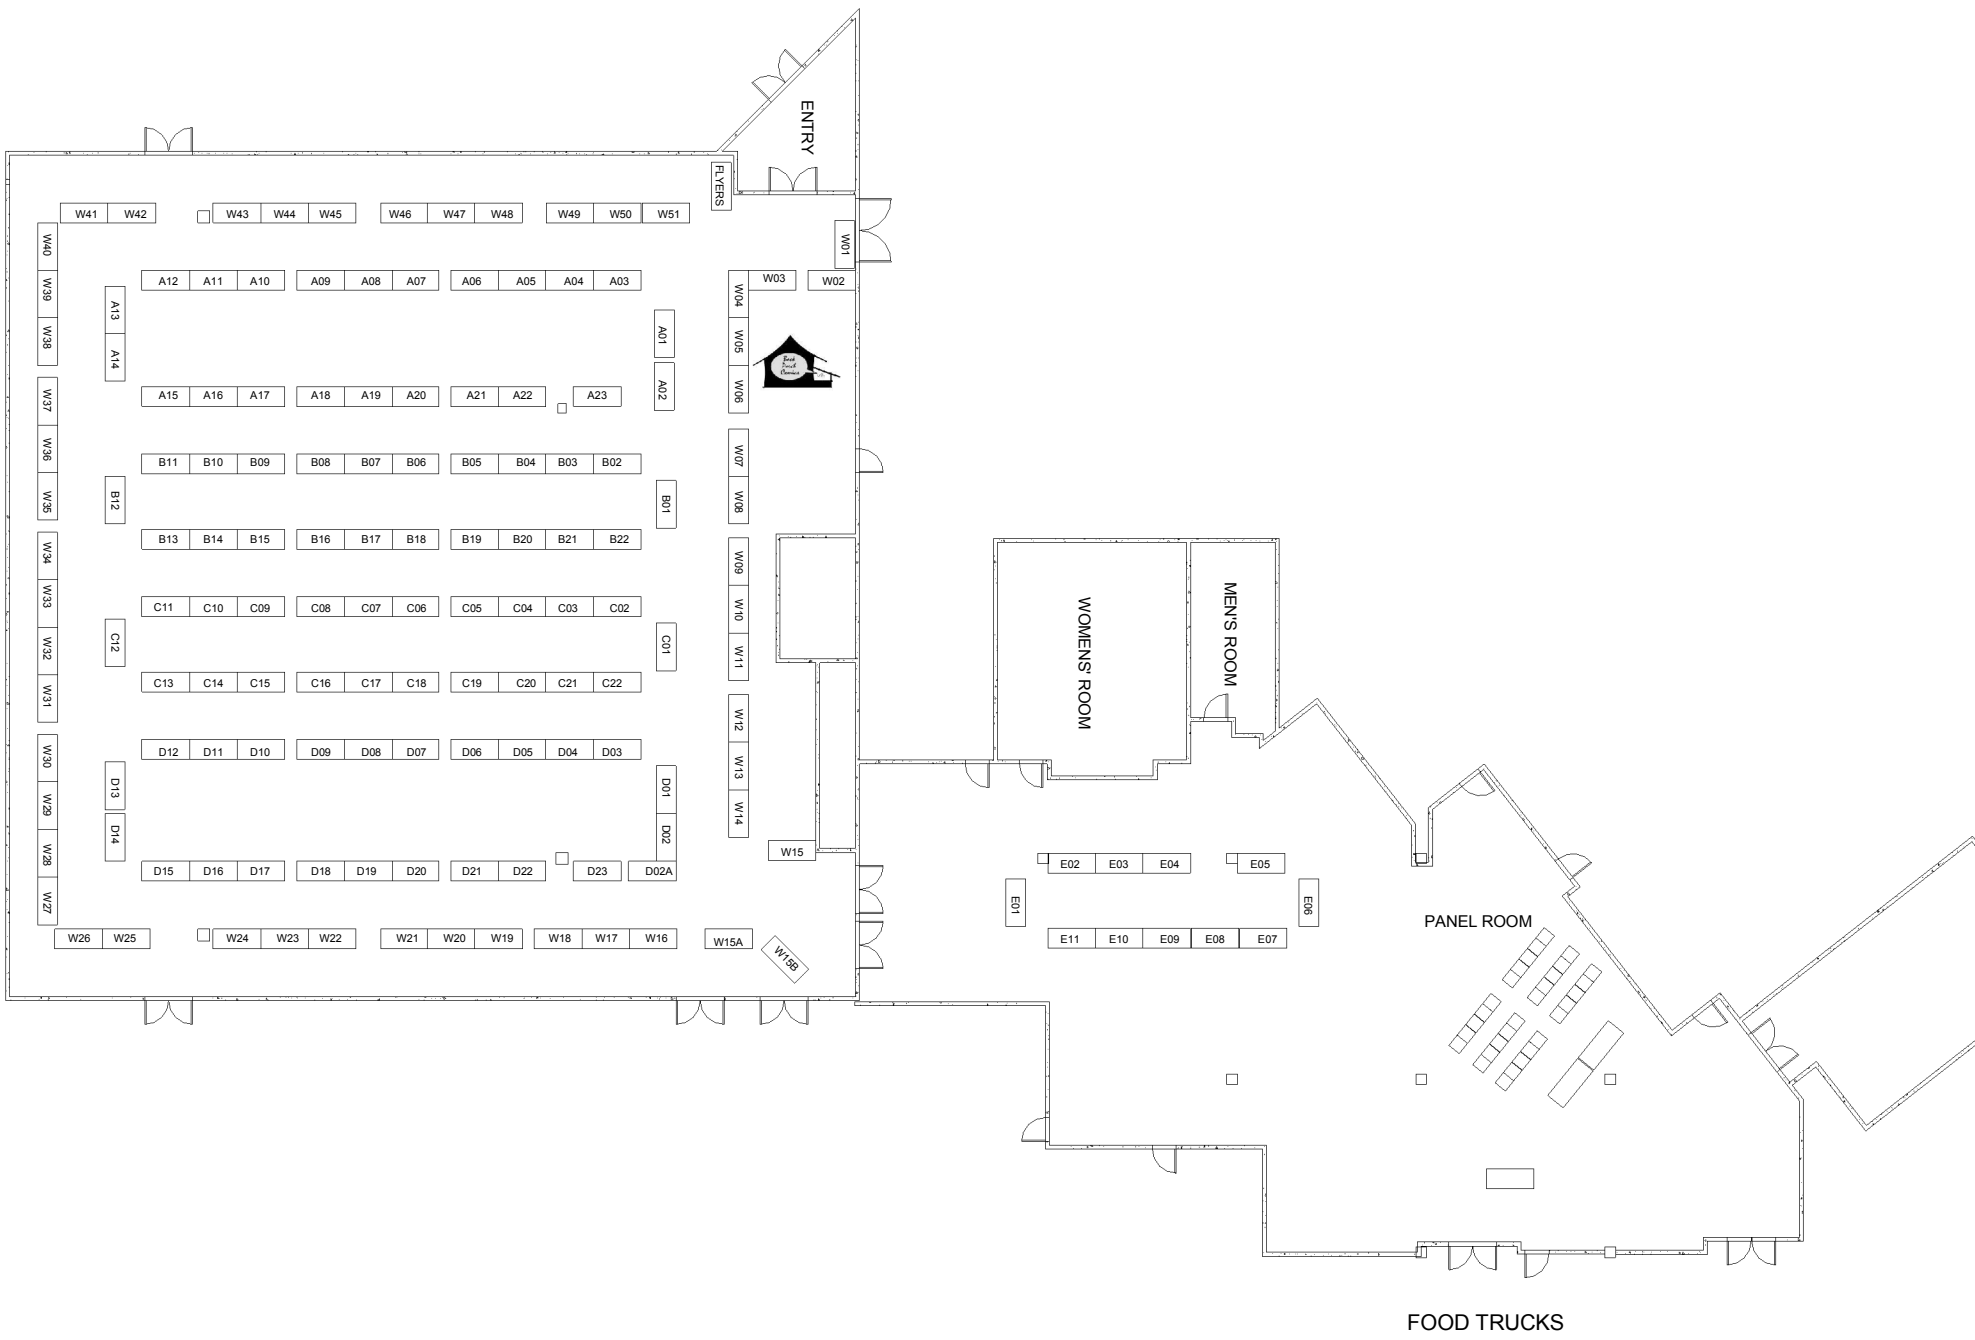 ENTRY
FLYERS
W41 W42 W43 W44 W45 W46 W47 W48 W49 W50 W51
W01
W40
W39
W38
W37
W36
W35
W34
W33
W32
W31
W30
W29
W28
W27
A12 A11 A10 A09 A08 A07 A06 A05 A04 A03
W03 W02
A13
A14
A01
A02
W04
W05
W06
Back
Porch
Comics
A15 A16 A17 A18 A19 A20 A21 A22 A23
B11 B10 B09 B08 B07 B06 B05 B04 B03 B02
W07
W08
B12
B01
B13 B14 B15 B16 B17 B18 B19 B20 B21 B22
W09
W10
W11
C11 C10 C09 C08 C07 C06 C05 C04 C03 C02
C12
C01
C13 C14 C15 C16 C17 C18 C19 C20 C21 C22
W12
W13
W14
D12 D11 D10 D09 D08 D07 D06 D05 D04 D03
D13
D14
D01
D02
W15
D15 D16 D17 D18 D19 D20 D21 D22 D23 D02A
W26 W25 W24 W23 W22 W21 W20 W19 W18 W17 W16 W15A
W15B
WOMENS' ROOM
MEN'S ROOM
E02 E03 E04 E05
E01
E06
E11 E10 E09 E08 E07
PANEL ROOM
FOOD TRUCKS